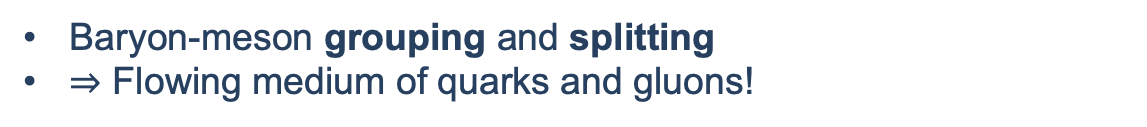 • Baryon-meson grouping and splitting
• ⇒ Flowing medium of quarks and gluons!